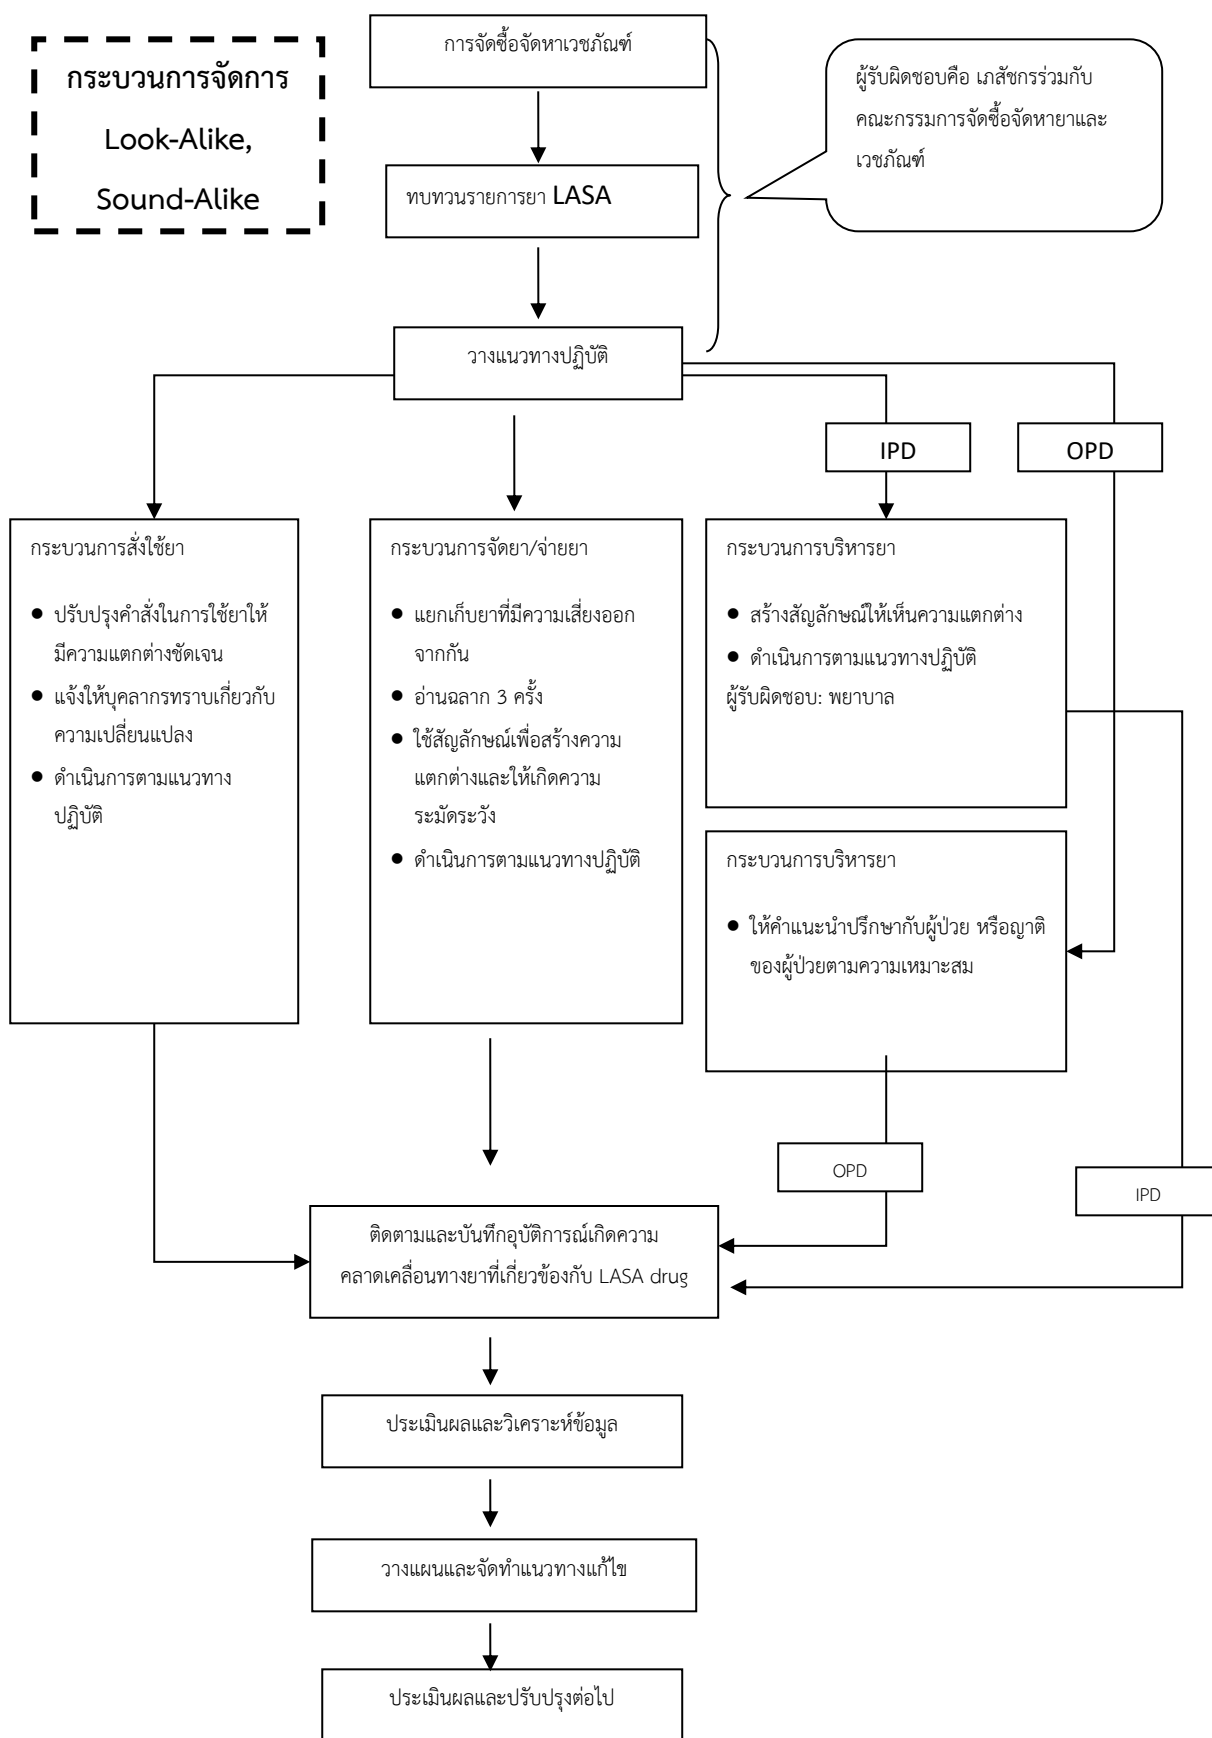 กระบวนการจัดการ
Look-Alike,
Sound-Alike
การจัดซื้อจัดหาเวชภัณฑ์
ผู้รับผิดชอบคือ เภสัชกรร่วมกับ
คณะกรรมการจัดซื้อจัดหายาและ
เวชภัณฑ์
ทบทวนรายการยา LASA
วางแนวทางปฏิบัติ
IPD
OPD
กระบวนการสั่งใช้ยา
● ปรับปรุงคำสั่งในการใช้ยาให้
มีความแตกต่างชัดเจน
● แจ้งให้บุคลากรทราบเกี่ยวกับ
ความเปลี่ยนแปลง
● ดำเนินการตามแนวทาง
ปฏิบัติ
กระบวนการจัดยา/จ่ายยา
● แยกเก็บยาที่มีความเสี่ยงออก
จากกัน
● อ่านฉลาก 3 ครั้ง
● ใช้สัญลักษณ์เพื่อสร้างความ
แตกต่างและให้เกิดความ
ระมัดระวัง
● ดำเนินการตามแนวทางปฏิบัติ
กระบวนการบริหารยา
● สร้างสัญลักษณ์ให้เห็นความแตกต่าง
● ดำเนินการตามแนวทางปฏิบัติ
ผู้รับผิดชอบ: พยาบาล
กระบวนการบริหารยา
● ให้คำแนะนำปรึกษากับผู้ป่วย หรือญาติ
ของผู้ป่วยตามความเหมาะสม
OPD
IPD
ติดตามและบันทึกอุบัติการณ์เกิดความ
คลาดเคลื่อนทางยาที่เกี่ยวข้องกับ LASA drug
ประเมินผลและวิเคราะห์ข้อมูล
วางแผนและจัดทำแนวทางแก้ไข
ประเมินผลและปรับปรุงต่อไป